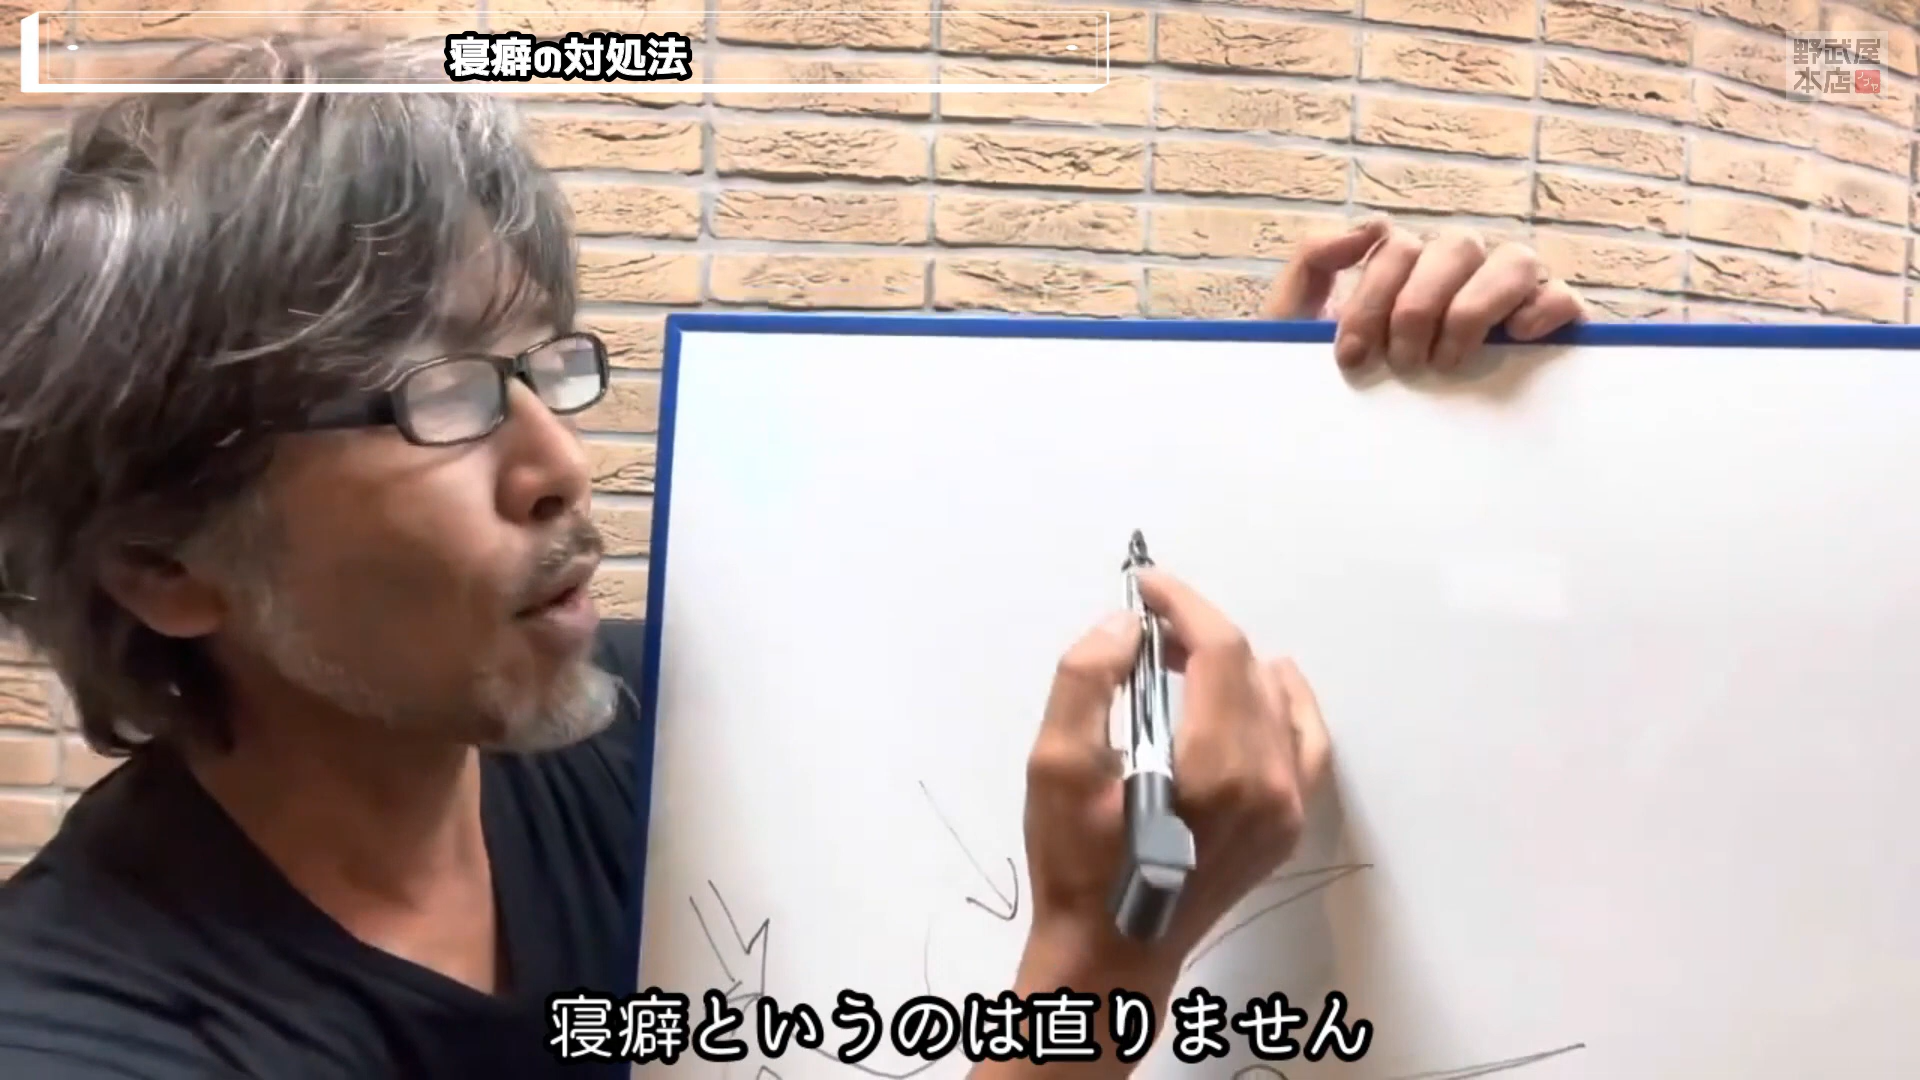 寝癖の対処法
野武屋
本店
寝癖というのは直りません